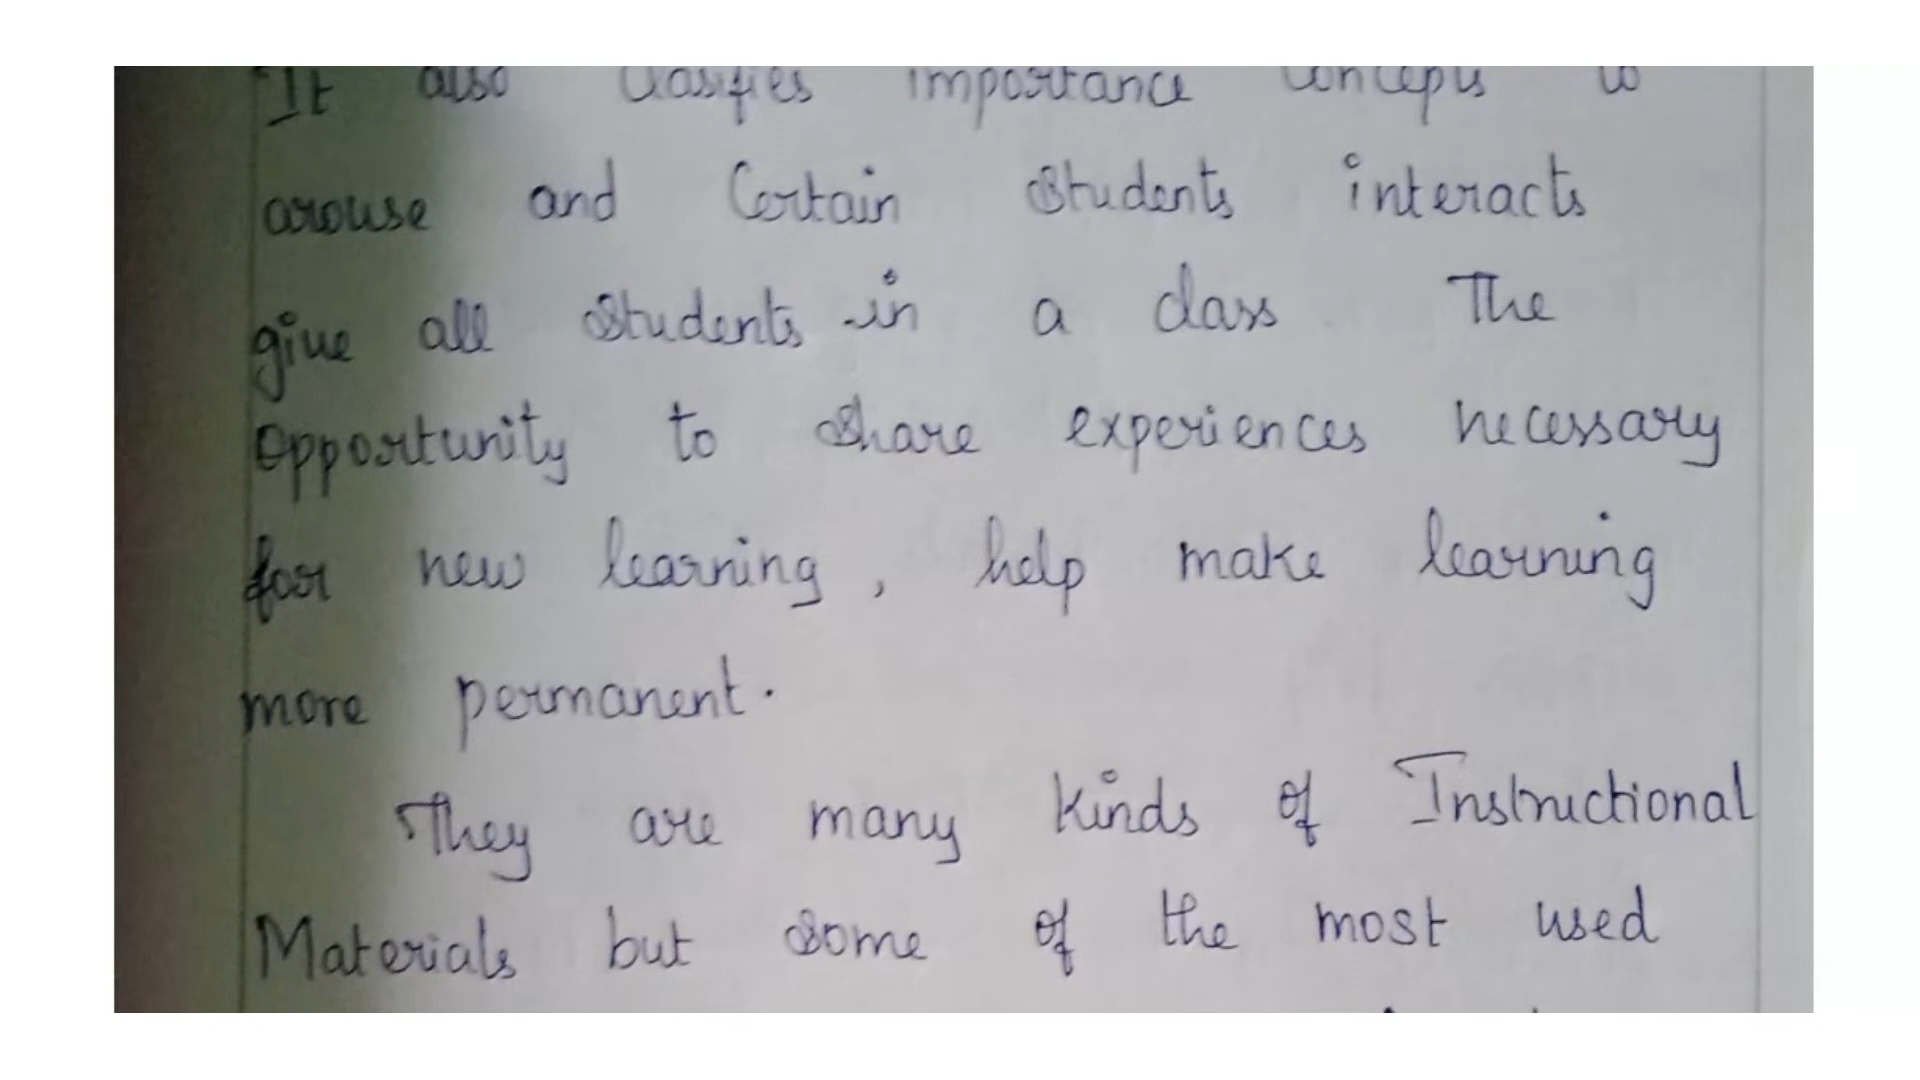 It also Clasifies importance Concepts to
arouse and Certain Students interacts
give all Students in a class The
opportunity to Share experiences necessary
for new learning, help make learning
more permanent.
They are many Kinds of Instructional
Materials but Some of the most used